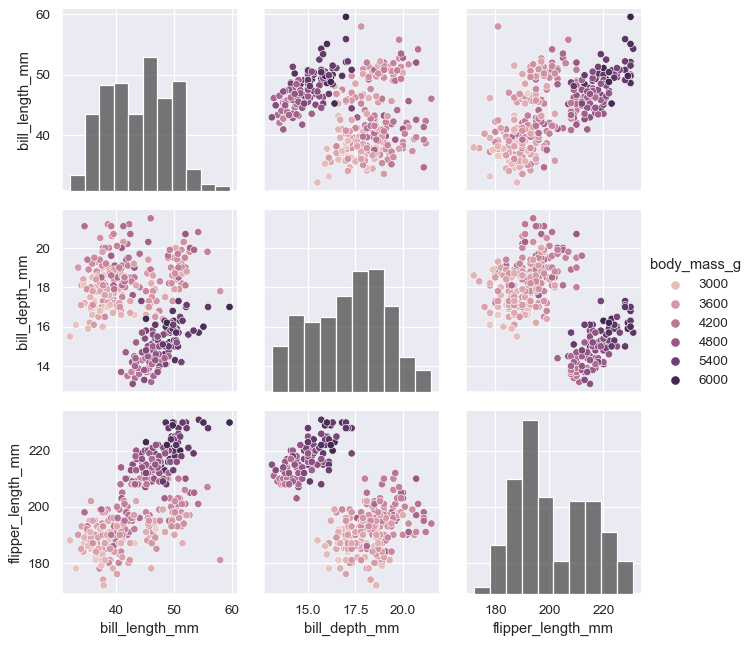 60
50
40
bill_length_mm
20
18
16
14
bill_depth_mm
body_mass_g
3000
3600
4200
4800
5400
6000
220
200
180
flipper_length_mm
40 50 60
15.0 17.5 20.0
180 200 220
bill_length_mm
bill_depth_mm
flipper_length_mm